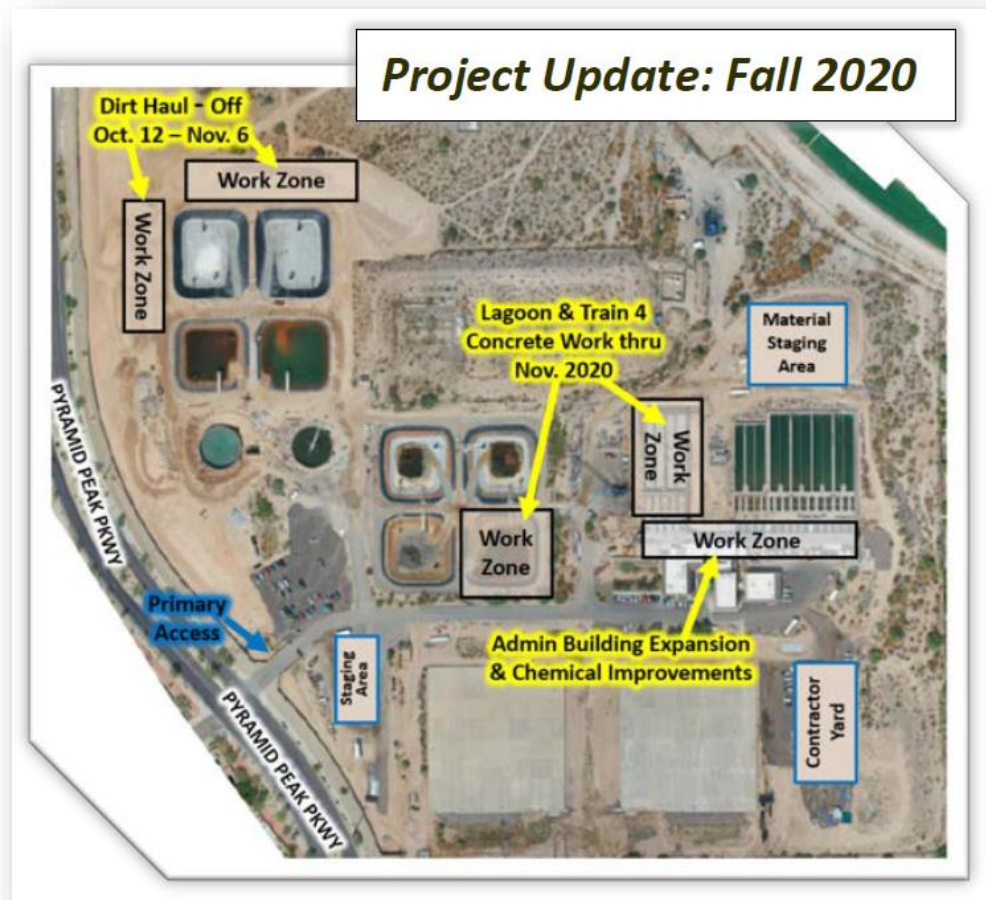 Project Update: Fall 2020
Dirt Haul - Off
Oct. 12 – Nov. 6
Work Zone
Work Zone
Lagoon & Train 4
Concrete Work thru
Nov. 2020
Material
Staging
Area
Work
Zone
PYRAMID PEAK PKWY
Work
Zone
Work Zone
Primary
Access
Admin Building Expansion
& Chemical Improvements
Staging
Area
Contractor
Yard
PYRAMID PEAK PKWY